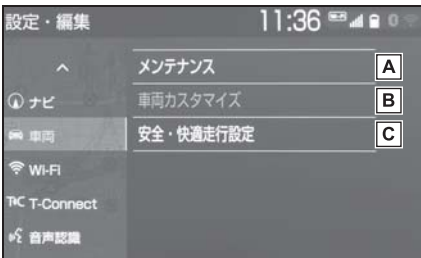 設定・編集 11:36 0
メンテナンス A
ナビ
車両カスタマイズ B
車両
安全・快適走行設定 C
Wi-Fi
T-Connect
音声認識